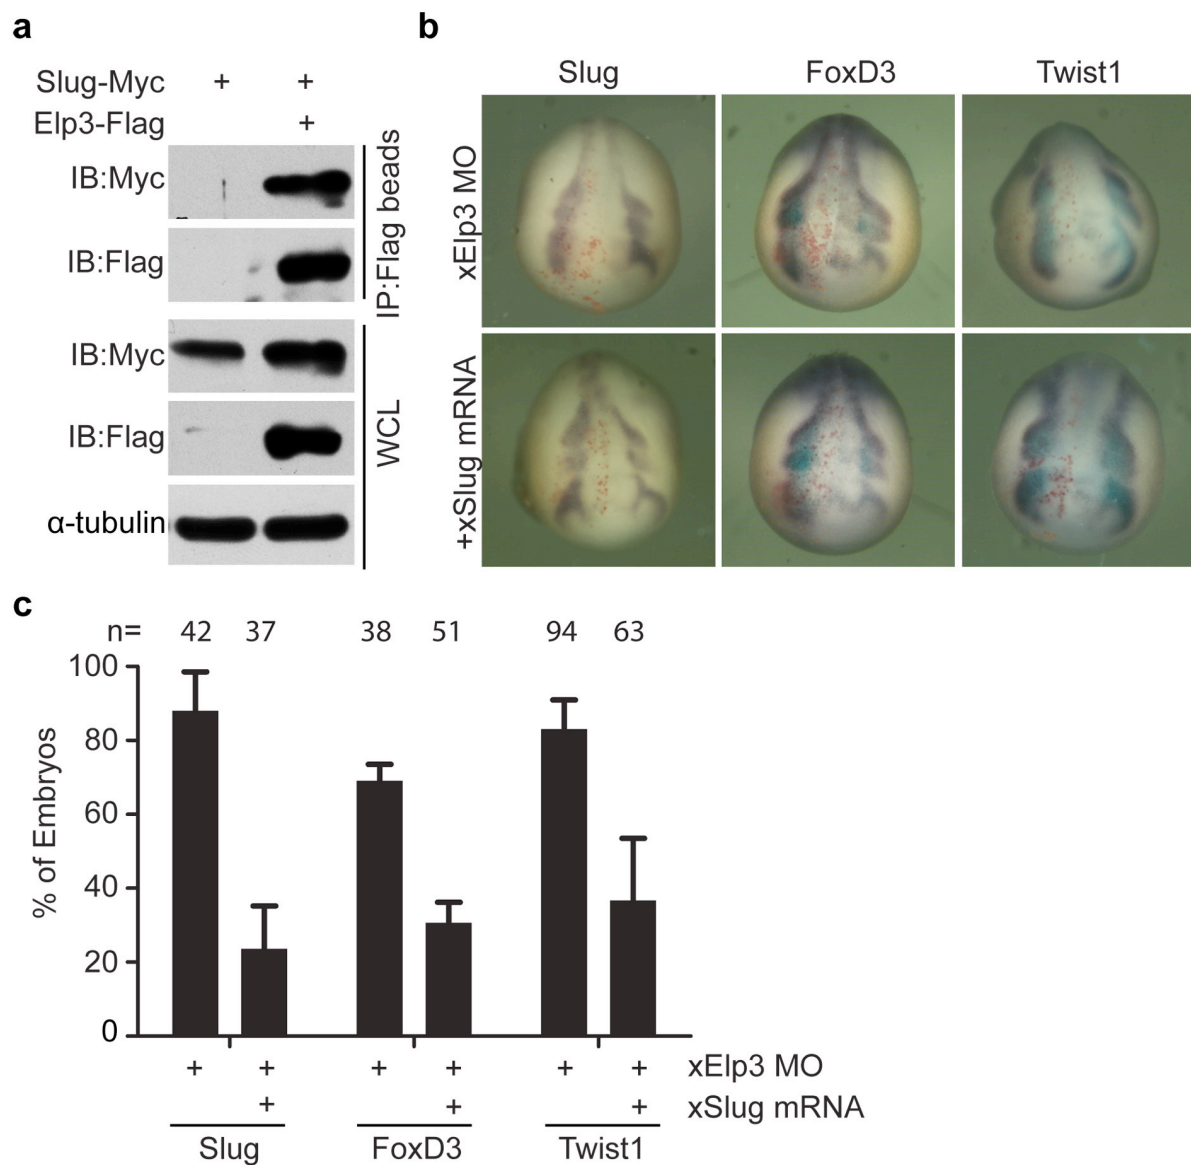 a
Slug-Myc + +
Elp3-Flag +
IB:Myc
IB:Flag
IP:Flag beads
IB:Myc
IB:Flag
α-tubulin
WCL
b
Slug FoxD3 Twist1
xElp3 MO
+xSlug mRNA
c
n= 42 37 38 51 94 63
% of Embryos
100
80
60
40
20
0
+ + + + + + xElp3 MO
+ + + xSlug mRNA
Slug FoxD3 Twist1